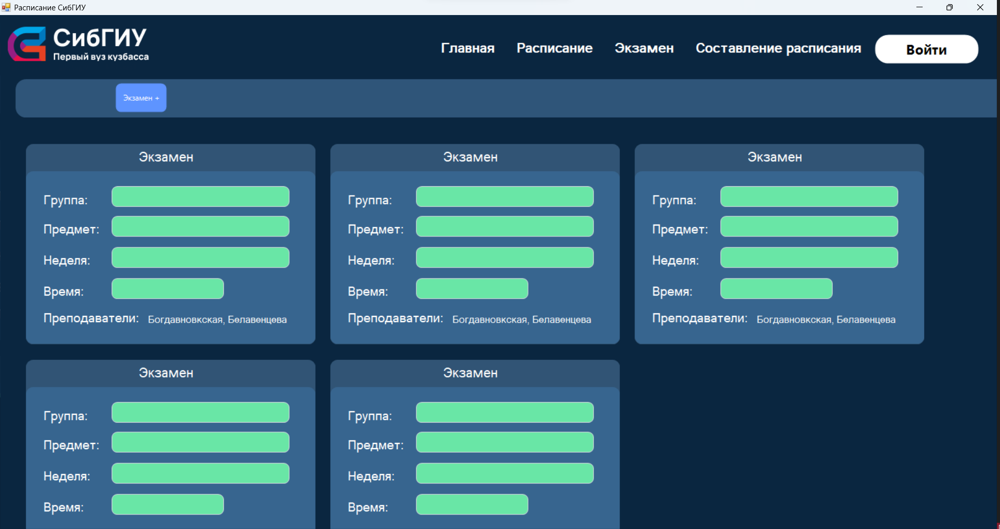 Расписание СибГИУ
СибГИУ
Первый вуз кузбасса
Главная Расписание Экзамен Составление расписания Войти
Экзамен +
Экзамен
Группа:
Предмет:
Неделя:
Время:
Преподаватели: Богдавновкская, Белавенцева
Экзамен
Группа:
Предмет:
Неделя:
Время:
Преподаватели: Богдавновкская, Белавенцева
Экзамен
Группа:
Предмет:
Неделя:
Время:
Преподаватели: Богдавновкская, Белавенцева
Экзамен
Группа:
Предмет:
Неделя:
Время:
Экзамен
Группа:
Предмет:
Неделя:
Время: